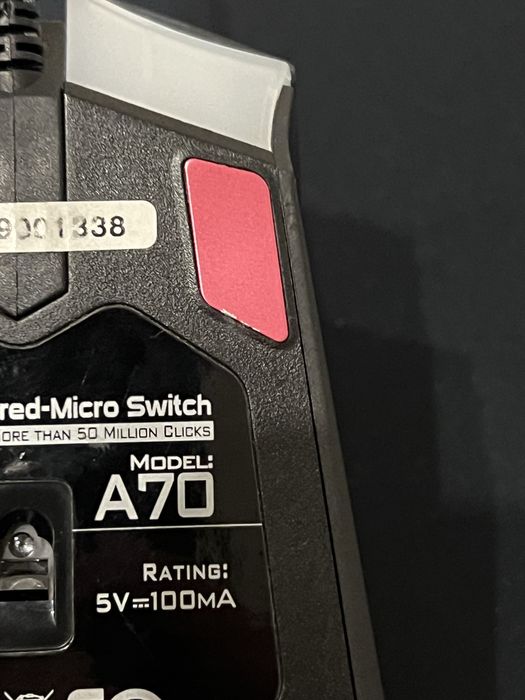 9001338
red-Micro Switch
ORE THAN 50 MILLION CLICKS
MODEL:
A70
RATING:
5V⎓100MA